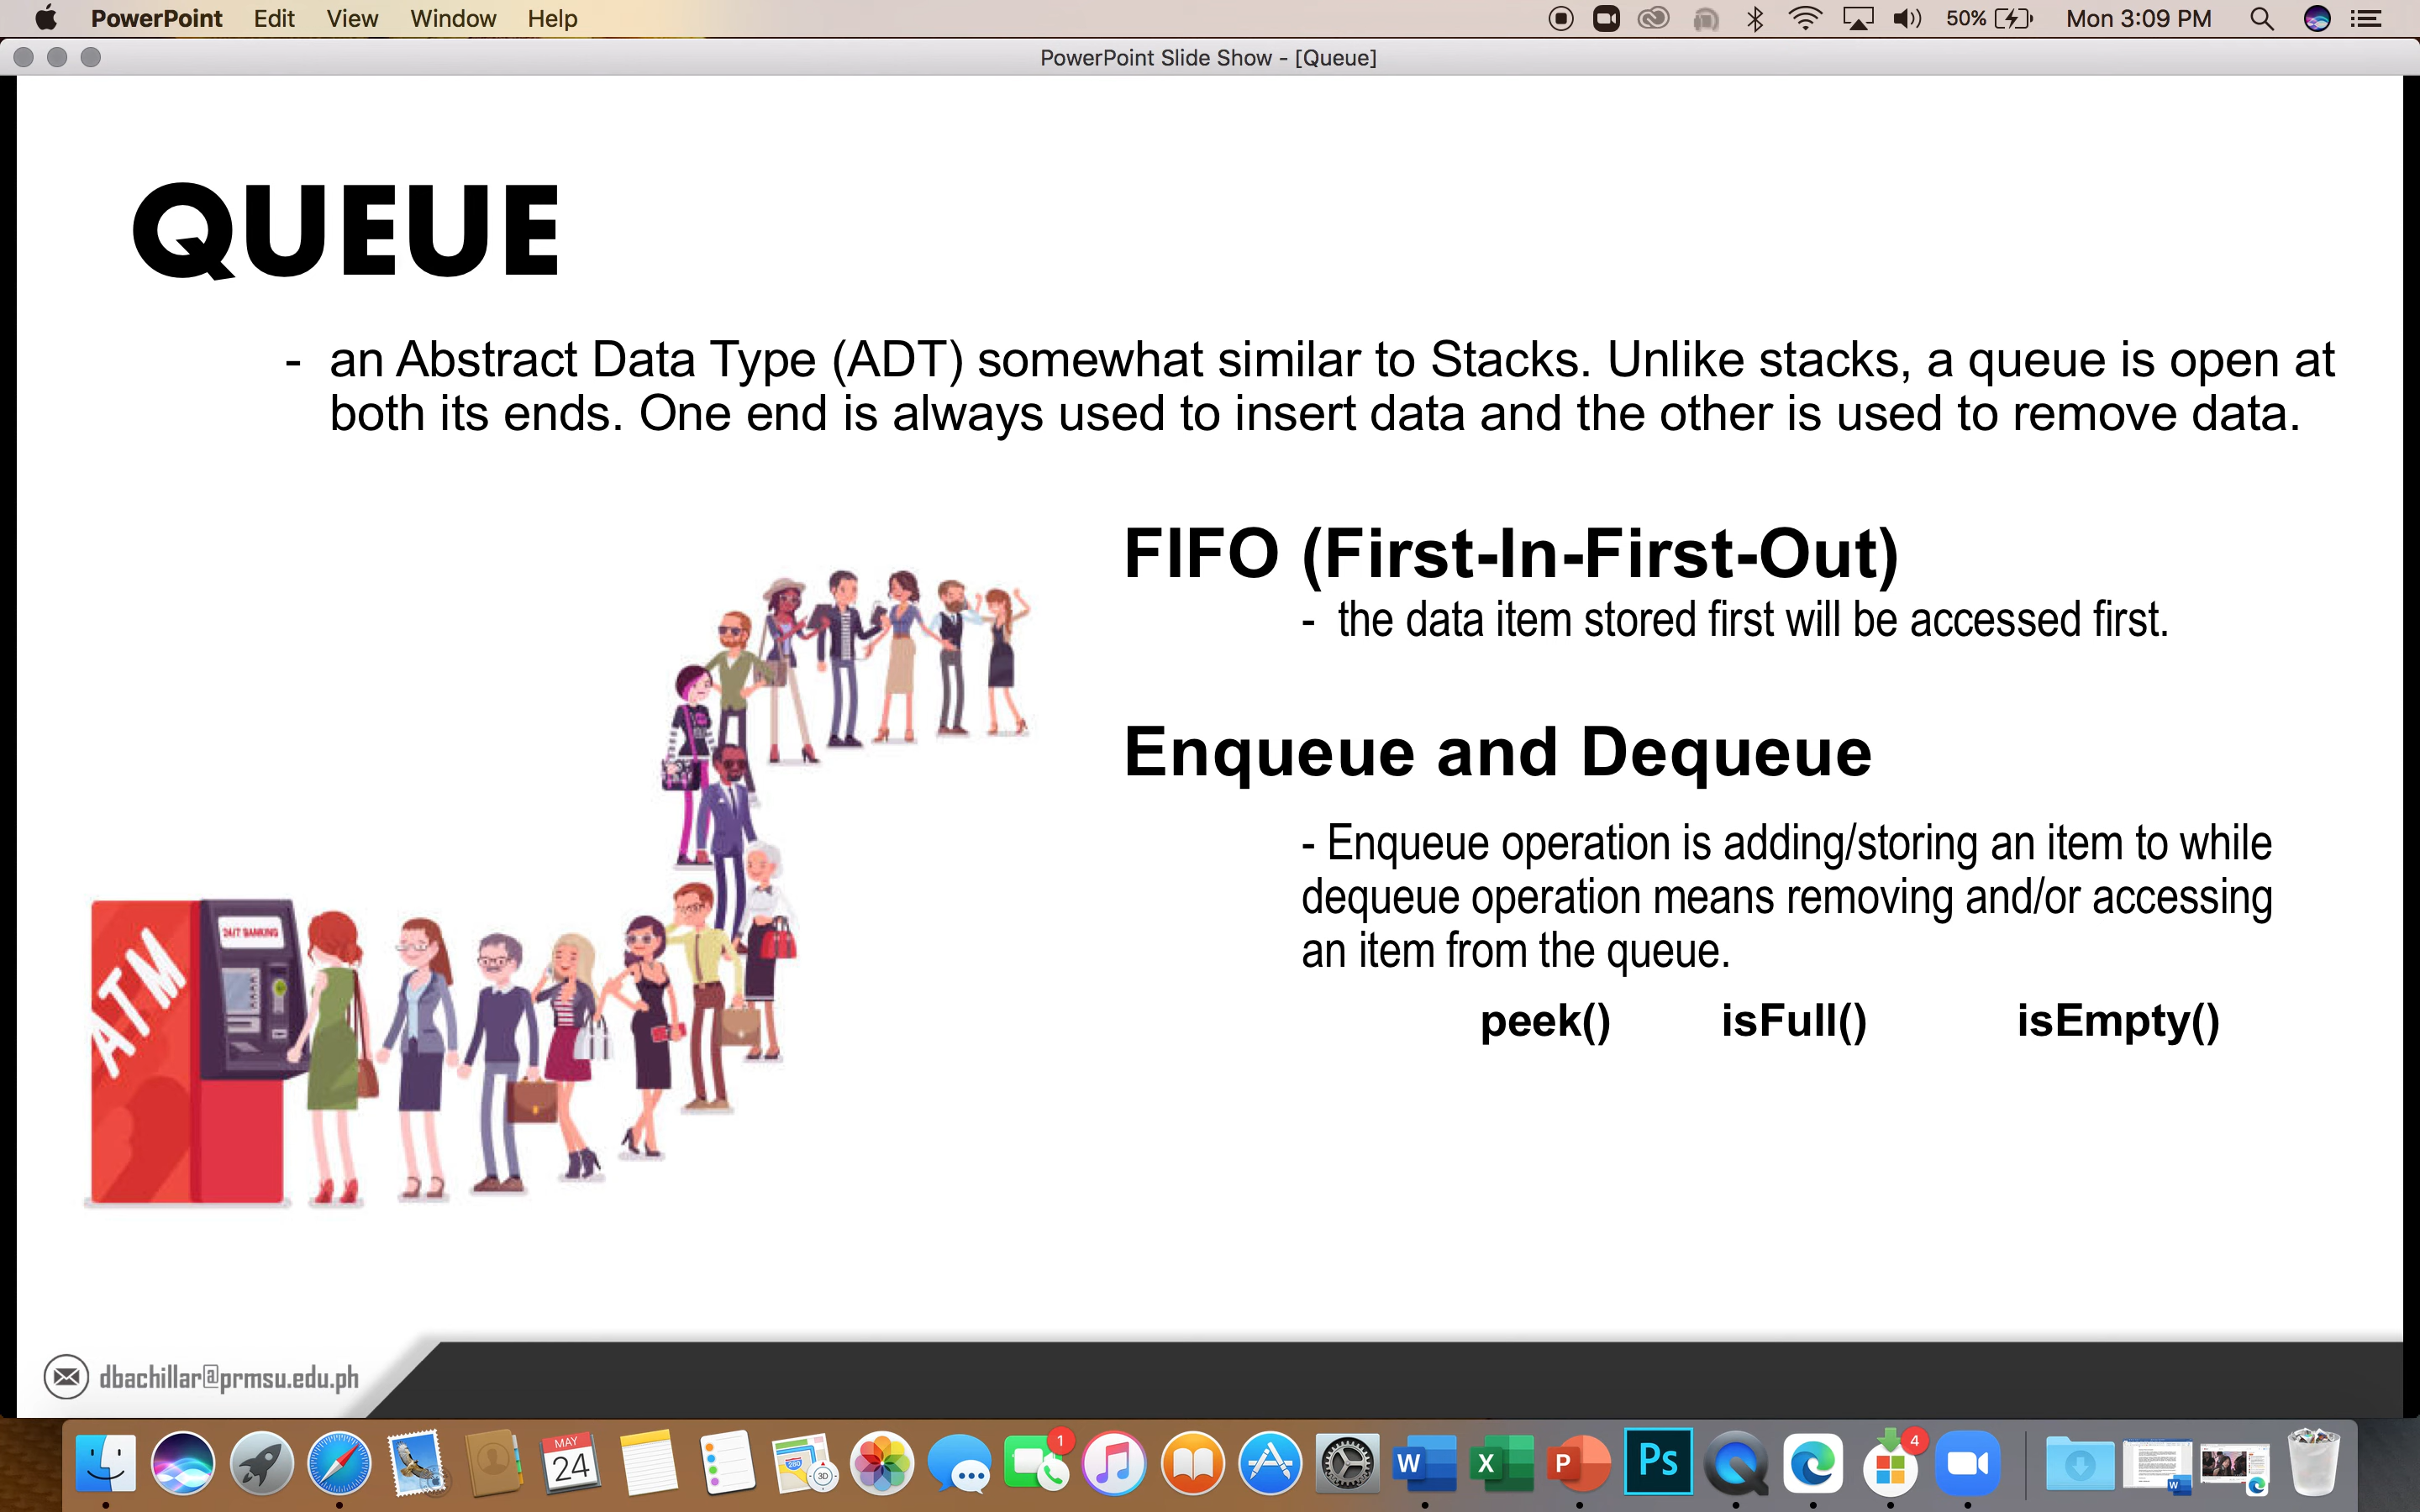 PowerPoint Edit View Window Help 50% Mon 3:09 PM
PowerPoint Slide Show - [Queue]
QUEUE
- an Abstract Data Type (ADT) somewhat similar to Stacks. Unlike stacks, a queue is open at
both its ends. One end is always used to insert data and the other is used to remove data.
FIFO (First-In-First-Out)
- the data item stored first will be accessed first.
Enqueue and Dequeue
- Enqueue operation is adding/storing an item to while
dequeue operation means removing and/or accessing
an item from the queue.
peek() isFull() isEmpty()
24/7 BANKING
ATM
dbachillar@prmsu.edu.ph
MAY
24
280
3D
1
W
X
P
Ps
4
W